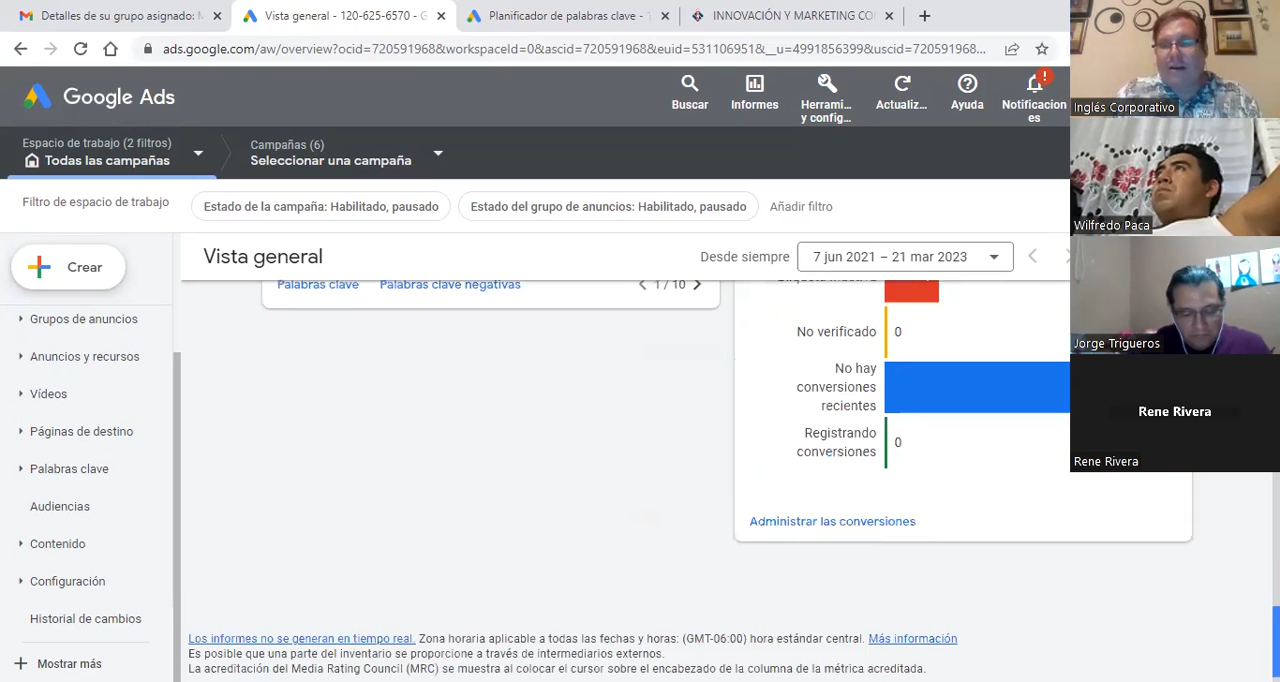 Detalles de su grupo asignado: M
Vista general - 120-625-6570 - G
Planificador de palabras clave -
INNOVACIÓN Y MARKETING CO
ads.google.com/aw/overview?ocid=720591968&workspaceId=0&ascid=720591968&euid=531106951&__u=4991856399&uscid=720591968...
Google Ads
Buscar
Informes
Herrami...
y config...
Actualiz...
Ayuda
Notificacion
es
!
Espacio de trabajo (2 filtros)
Todas las campañas
Campañas (6)
Seleccionar una campaña
Filtro de espacio de trabajo
Estado de la campaña: Habilitado, pausado
Estado del grupo de anuncios: Habilitado, pausado
Añadir filtro
Crear
Vista general
Desde siempre
7 jun 2021 – 21 mar 2023
Grupos de anuncios
Anuncios y recursos
Vídeos
Páginas de destino
Palabras clave
Audiencias
Contenido
Configuración
Historial de cambios
Mostrar más
Palabras clave
Palabras clave negativas
1 / 10
No verificado
0
No hay
conversiones
recientes
Registrando
conversiones
0
Administrar las conversiones
Los informes no se generan en tiempo real. Zona horaria aplicable a todas las fechas y horas: (GMT-06:00) hora estándar central. Más información
Es posible que una parte del inventario se proporcione a través de intermediarios externos.
La acreditación del Media Rating Council (MRC) se muestra al colocar el cursor sobre el encabezado de la columna de la métrica acreditada.
Inglés Corporativo
Wilfredo Paca
Jorge Trigueros
Rene Rivera
Rene Rivera